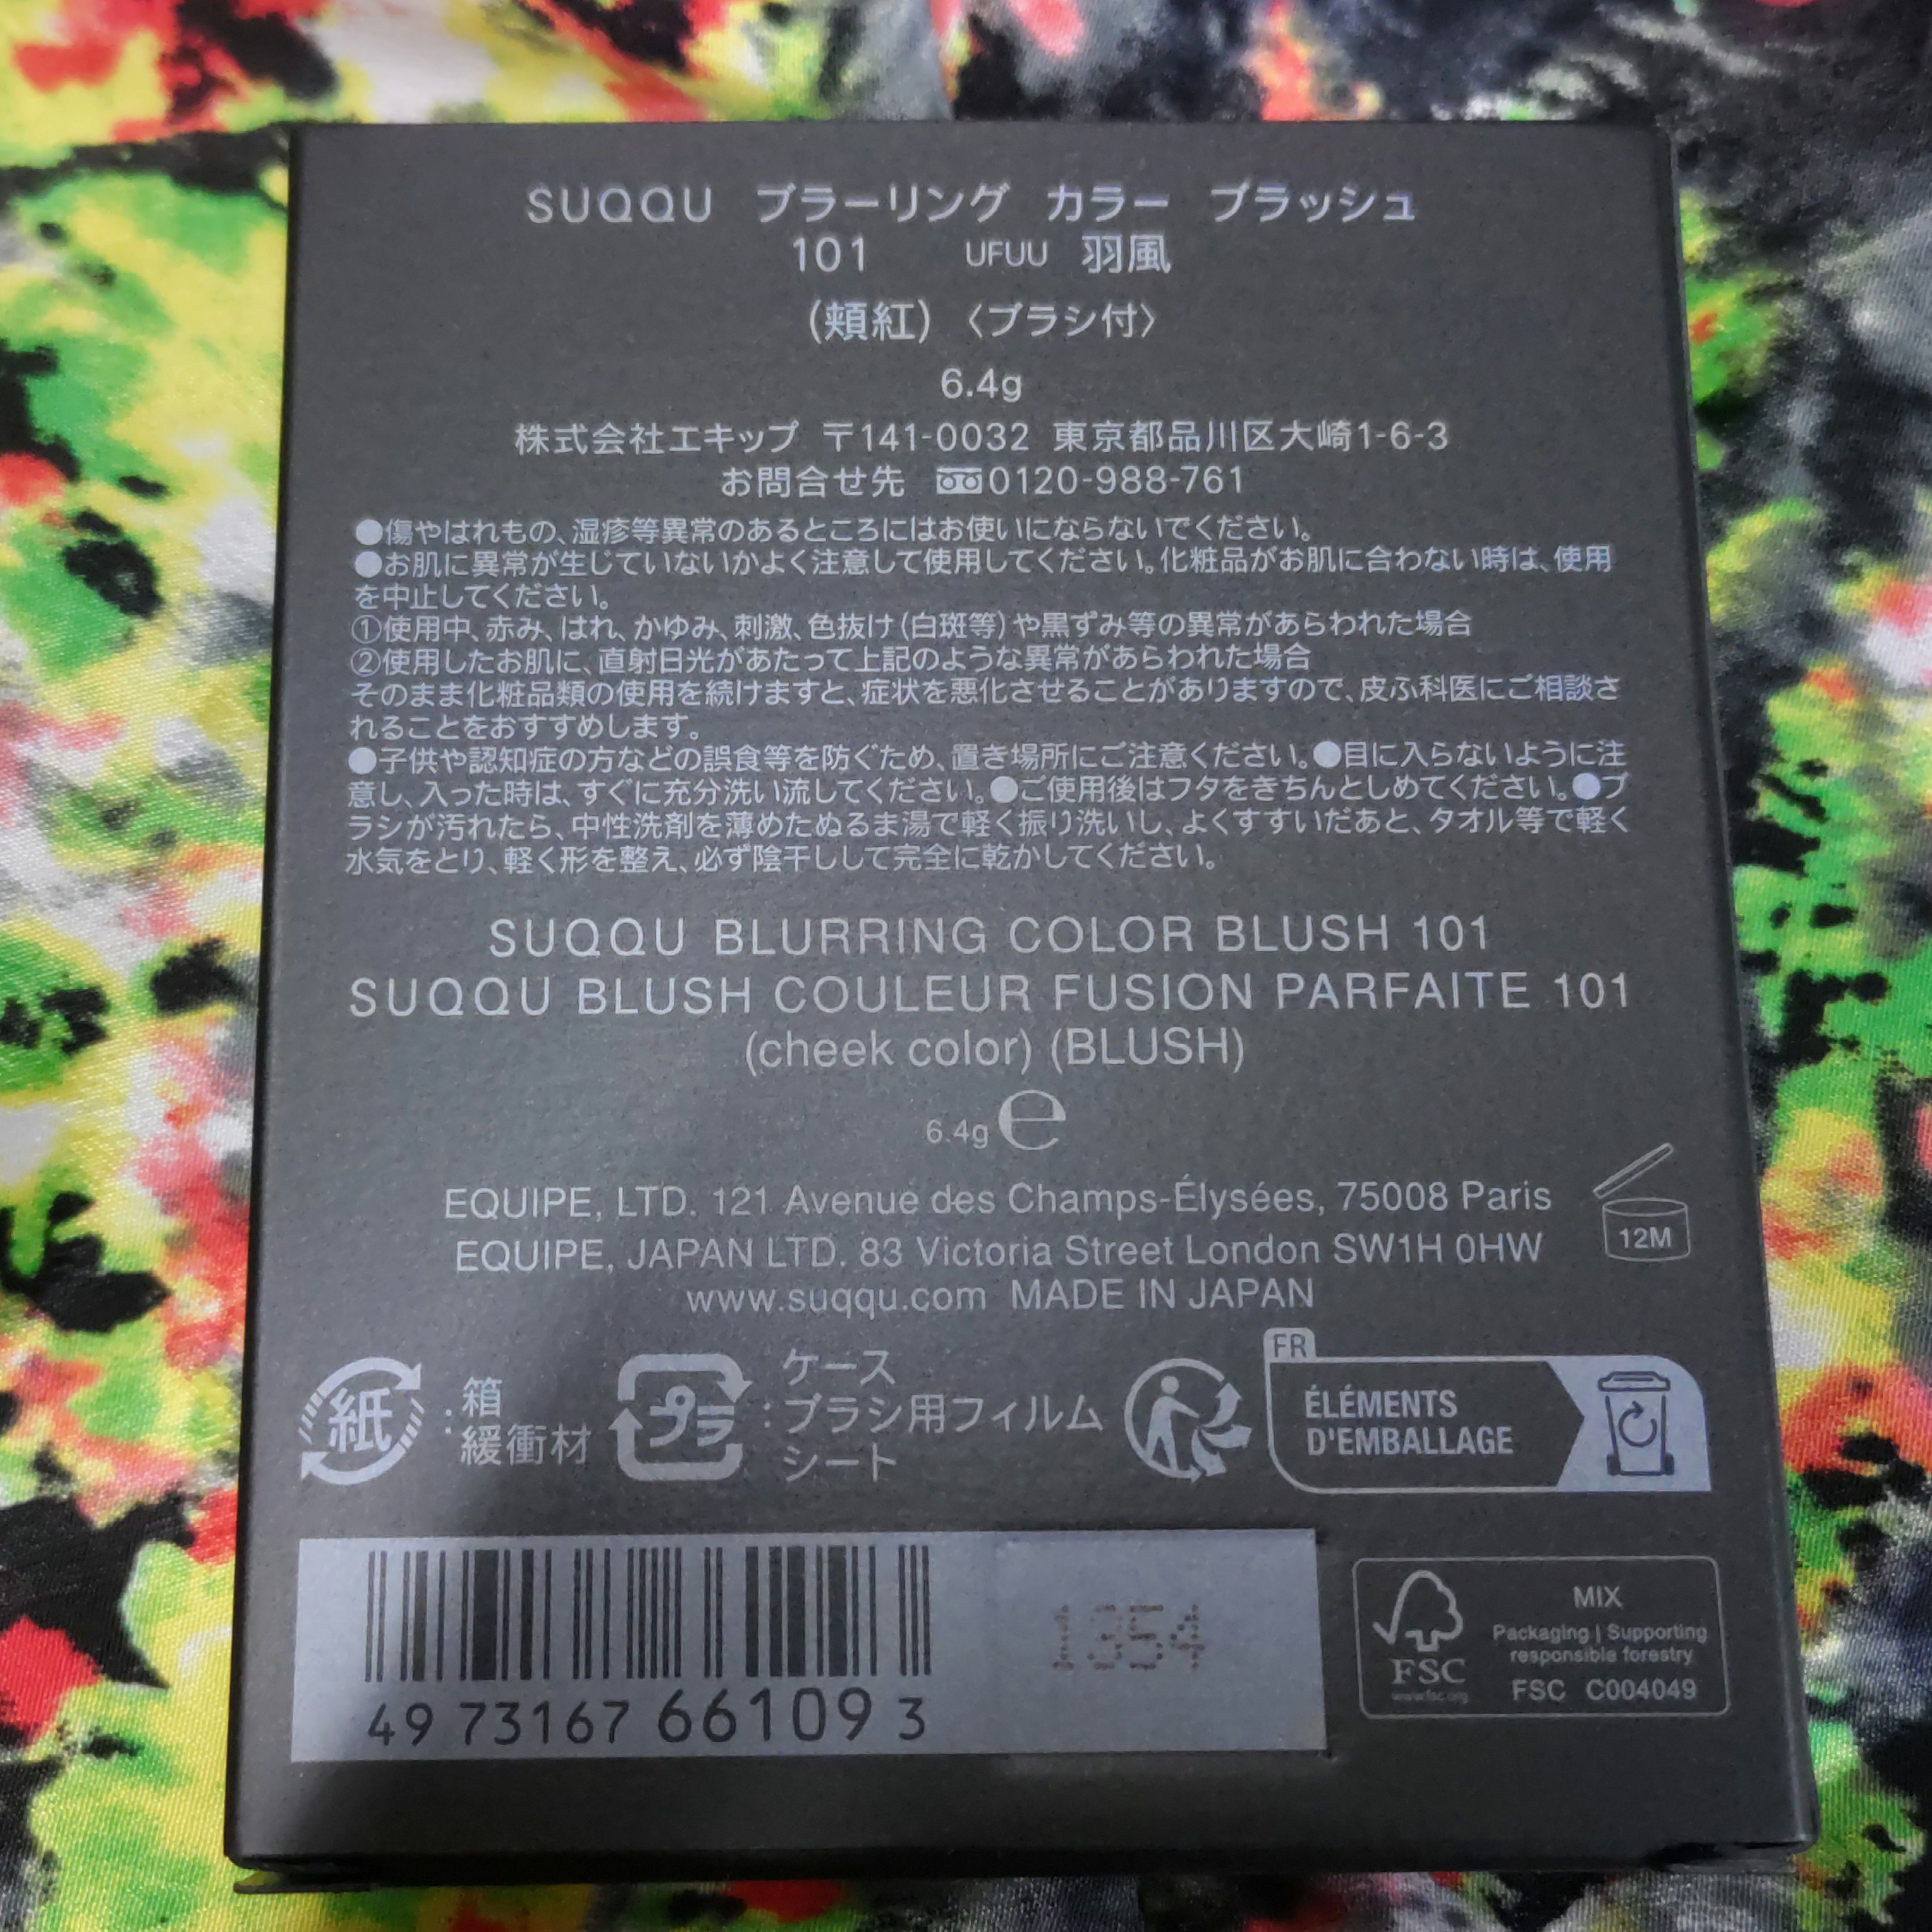 SUQQU ブラーリング カラー ブラッシュ
101 UFUU 羽風
(頬紅)〈ブラシ付〉
6.4g
株式会社エキップ 〒141-0032 東京都品川区大崎1-6-3
お問合せ先 0120-988-761
●傷やはれもの、湿疹等異常のあるところにはお使いにならないでください。
●お肌に異常が生じていないかよく注意して使用してください。化粧品がお肌に合わない時は、使用
を中止してください。
①使用中、赤み、はれ、かゆみ、刺激、色抜け(白斑等)や黒ずみ等の異常があらわれた場合
②使用したお肌に、直射日光があたって上記のような異常があらわれた場合
そのまま化粧品類の使用を続けますと、症状を悪化させることがありますので、皮ふ科医にご相談さ
れることをおすすめします。
●子供や認知症の方などの誤食等を防ぐため、置き場所にご注意ください。●目に入らないように注
意し、入った時は、すぐに充分洗い流してください。●ご使用後はフタをきちんとしめてください。●ブ
ラシが汚れたら、中性洗剤を薄めたぬるま湯で軽く振り洗いし、よくすすいだあと、タオル等で軽く
水気をとり、軽く形を整え、必ず陰干しして完全に乾かしてください。
SUQQU BLURRING COLOR BLUSH 101
SUQQU BLUSH COULEUR FUSION PARFAITE 101
(cheek color) (BLUSH)
6.4g e
EQUIPE, LTD. 121 Avenue des Champs-Élysées, 75008 Paris
EQUIPE, JAPAN LTD. 83 Victoria Street London SW1H 0HW
12M
www.suqqu.com MADE IN JAPAN
紙:箱
緩衝材
プラ:ケース
ブラシ用フィルム
シート
FR
ÉLÉMENTS
D'EMBALLAGE
4973167661093
1354
FSC
www.fsc.org
MIX
Packaging | Supporting
responsible forestry
FSC C004049